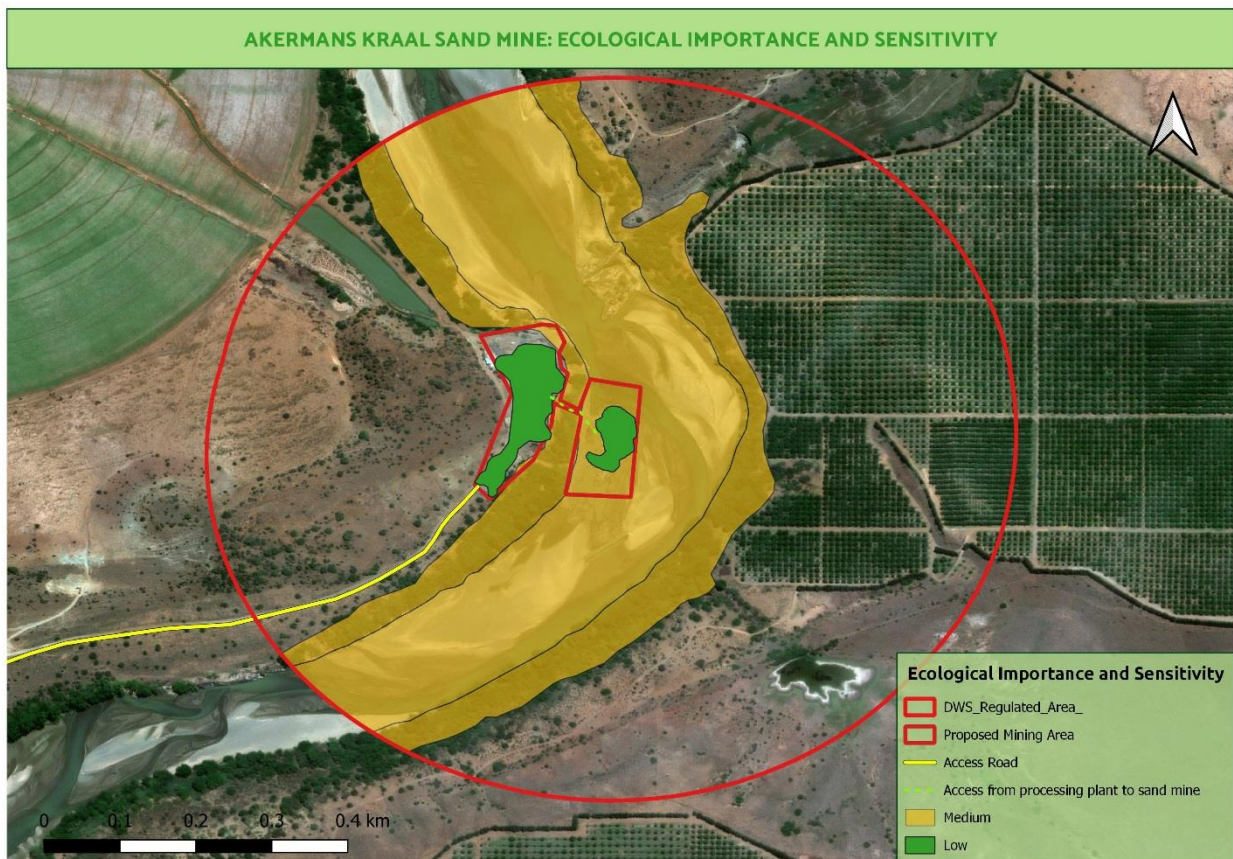 AKERMANS KRAAL SAND MINE: ECOLOGICAL IMPORTANCE AND SENSITIVITY
Ecological Importance and Sensitivity
DWS_Regulated_Area_
Proposed Mining Area
Access Road
Access from processing plant to sand mine
Medium
Low
0 0.1 0.2 0.3 0.4 km